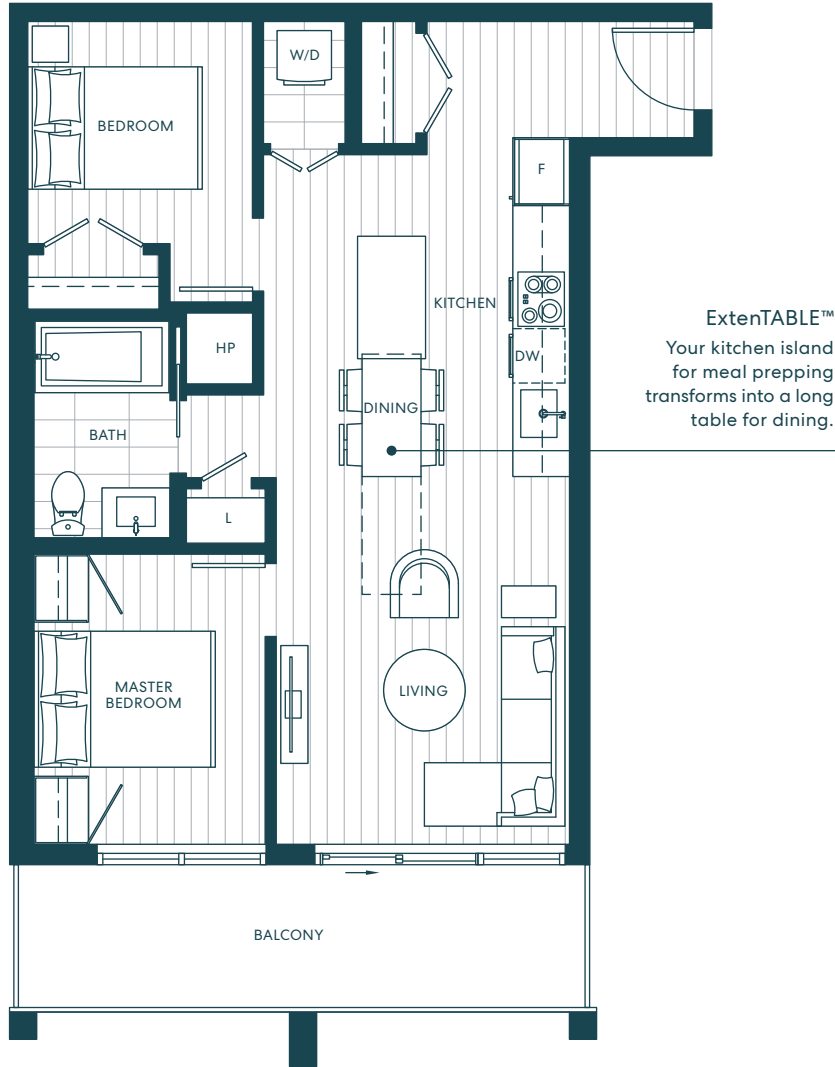 W/D
BEDROOM
F
KITCHEN
ExtenTABLE™
Your kitchen island
for meal prepping
transforms into a long
table for dining.
HP
DW
DINING
BATH
L
MASTER
BEDROOM
LIVING
BALCONY